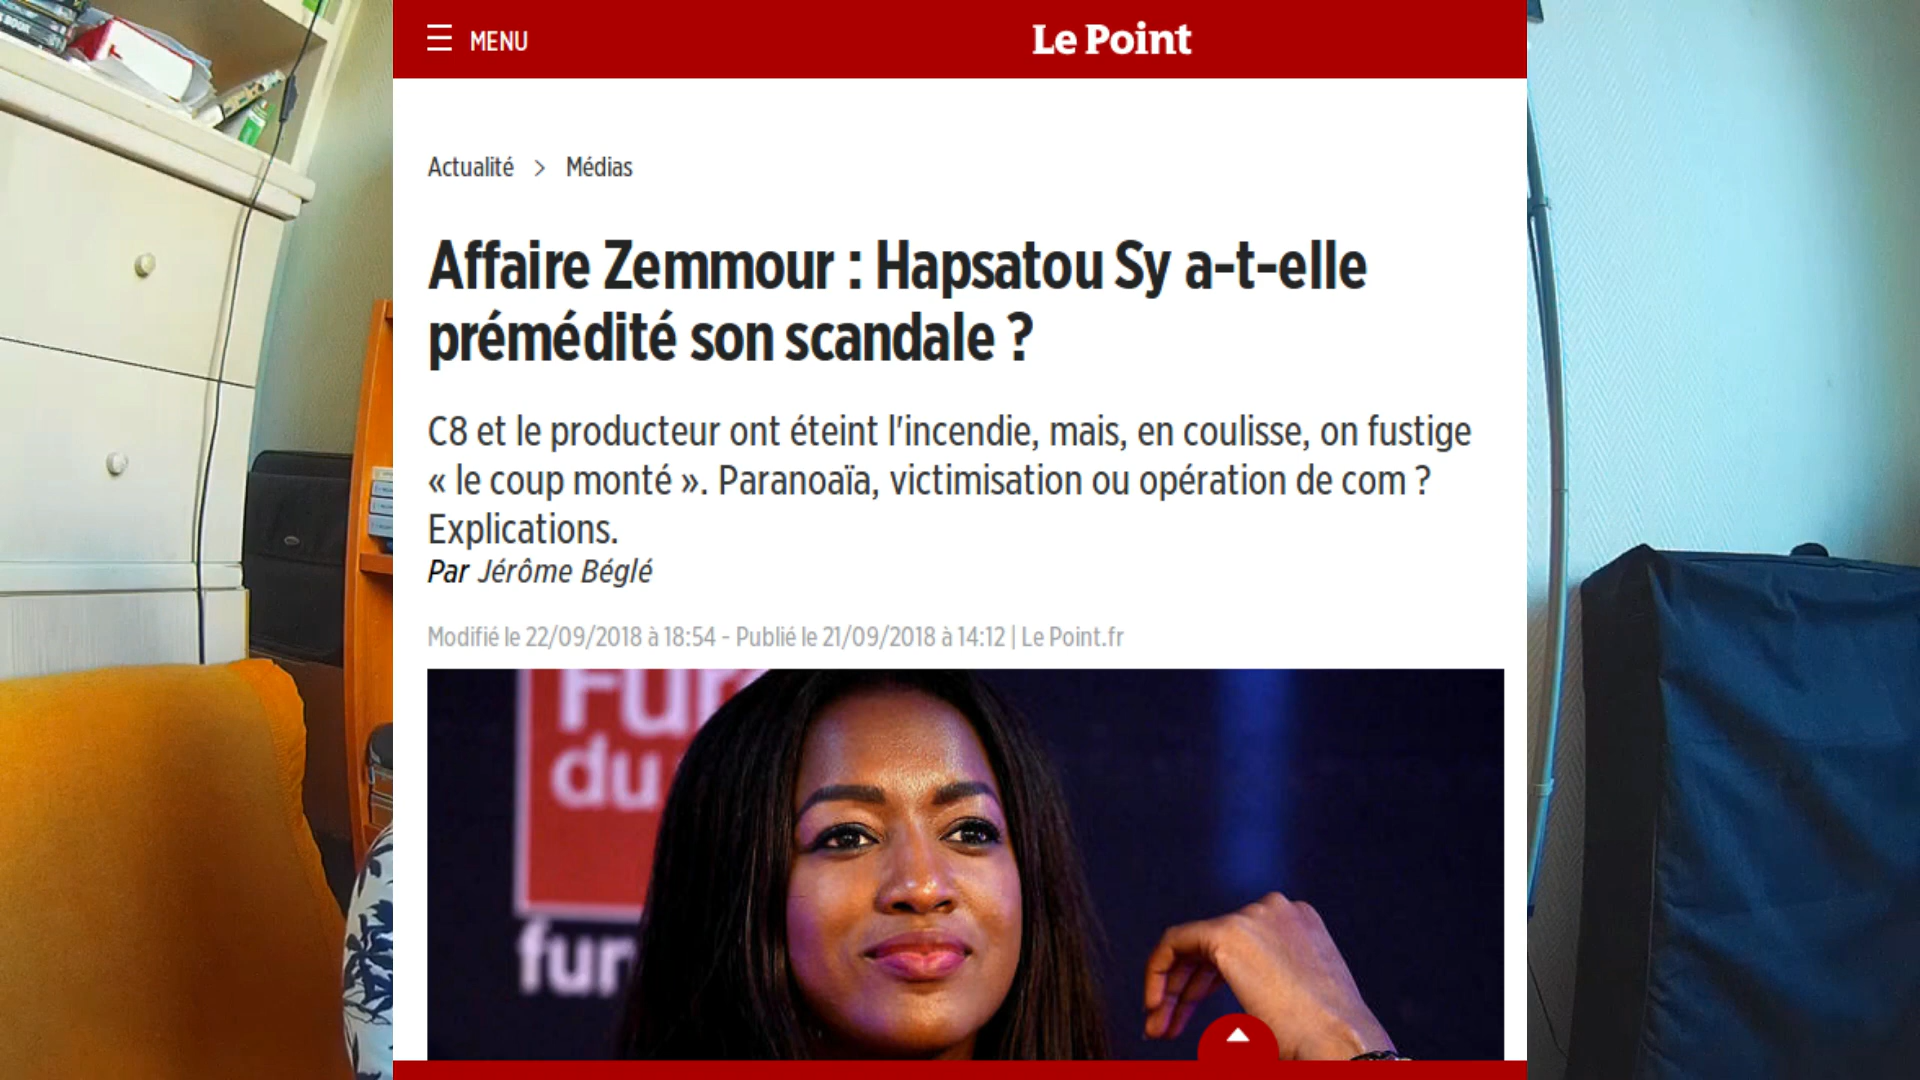 BOOK
MENU
Le Point
Actualité > Médias
Affaire Zemmour : Hapsatou Sy a-t-elle
prémédité son scandale ?
C8 et le producteur ont éteint l'incendie, mais, en coulisse, on fustige
« le coup monté ». Paranoaïa, victimisation ou opération de com ?
Explications.
Par Jérôme Béglé
Modifié le 22/09/2018 à 18:54 - Publié le 21/09/2018 à 14:12 | Le Point.fr
du